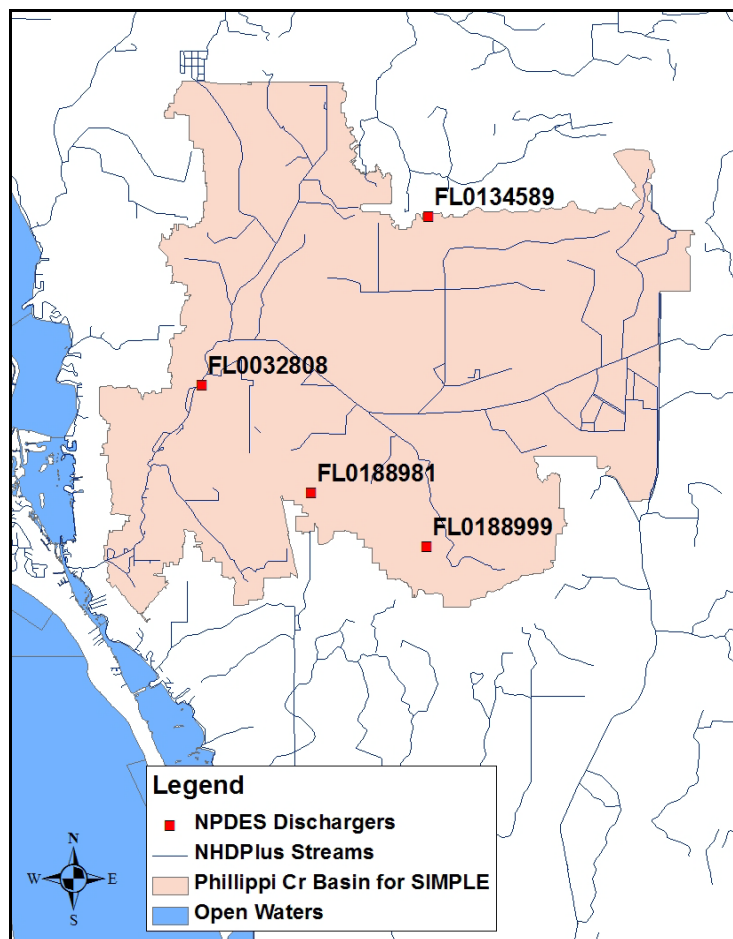 FL0134589
FL0032808
FL0188981
FL0188999
Legend
NPDES Dischargers
NHDPlus Streams
Phillippi Cr Basin for SIMPLE
Open Waters
N
W E
S